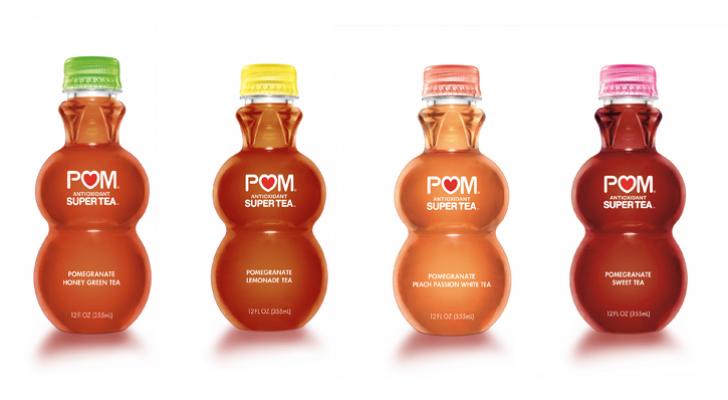 POM.
ANTIOXIDANT
SUPER TEA.
POMEGRANATE
HONEY GREEN TEA
12 FL OZ (355mL)
POM.
ANTIOXIDANT
SUPER TEA.
POMEGRANATE
LEMONADE TEA
12 FL OZ (355mL)
POM.
ANTIOXIDANT
SUPER TEA.
POMEGRANATE
PEACH PASSION WHITE TEA
12 FL OZ (355mL)
POM.
ANTIOXIDANT
SUPER TEA.
POMEGRANATE
SWEET TEA
12 FL OZ (355mL)